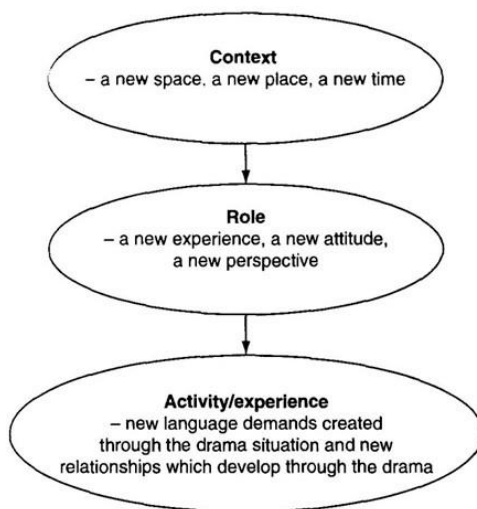 Context
– a new space, a new place, a new time
Role
– a new experience, a new attitude,
a new perspective
Activity/experience
– new language demands created
through the drama situation and new
relationships which develop through the drama